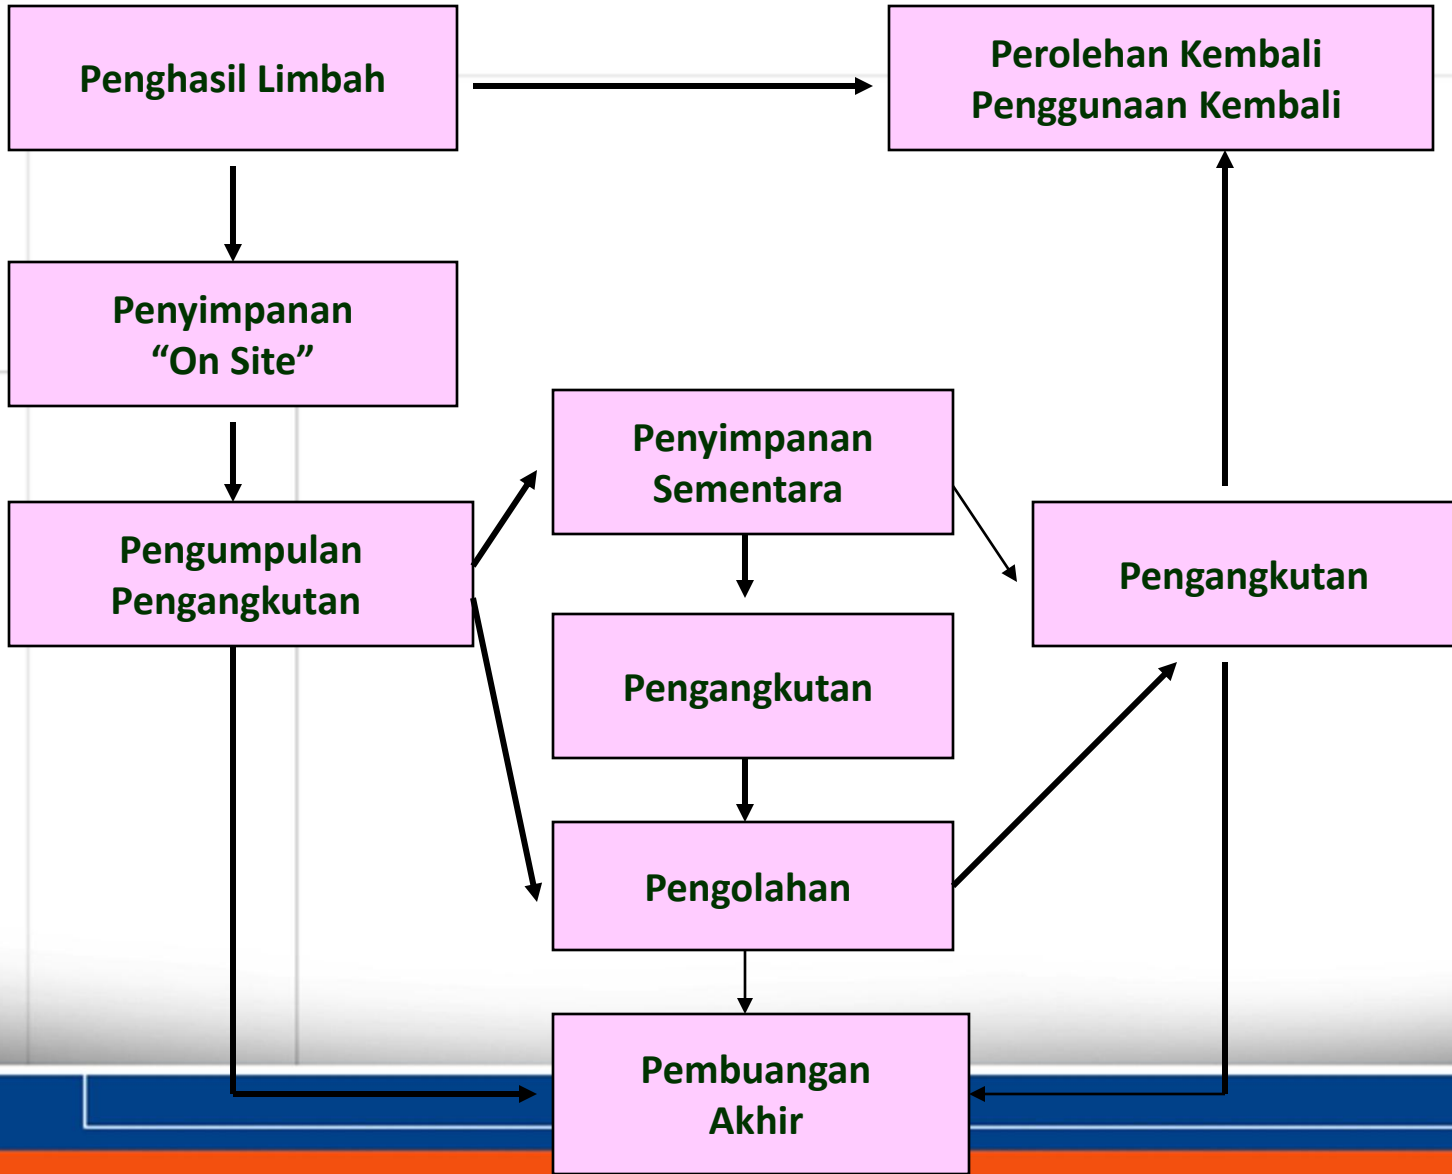 Penghasil Limbah
Perolehan Kembali
Penggunaan Kembali
Penyimpanan
“On Site”
Penyimpanan
Sementara
Pengumpulan
Pengangkutan
Pengangkutan
Pengangkutan
Pengolahan
Pembuangan
Akhir